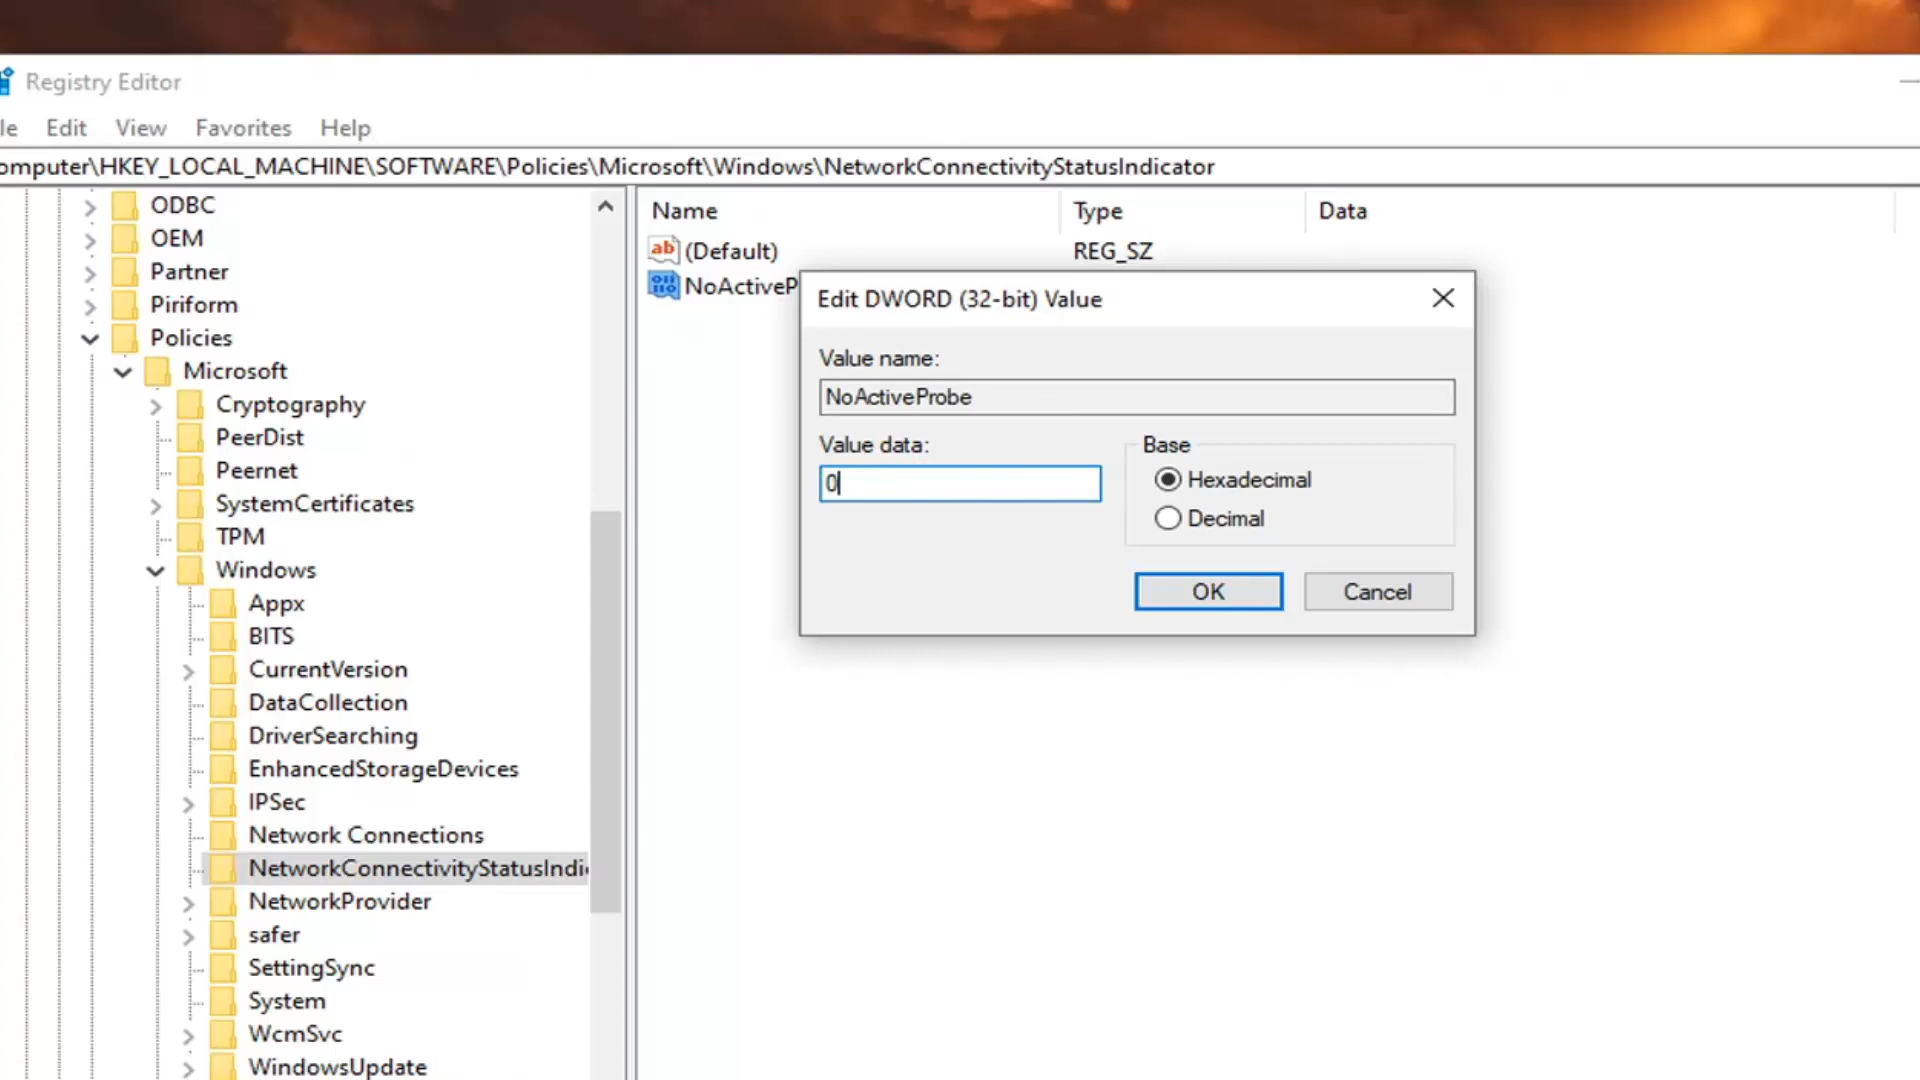 Registry Editor
le Edit View Favorites Help
omputer\HKEY_LOCAL_MACHINE\SOFTWARE\Policies\Microsoft\Windows\NetworkConnectivityStatusIndicator
ODBC
OEM
Partner
Piriform
Policies
Microsoft
Cryptography
PeerDist
Peernet
SystemCertificates
TPM
Windows
Appx
BITS
CurrentVersion
DataCollection
DriverSearching
EnhancedStorageDevices
IPSec
Network Connections
NetworkConnectivityStatusIndi
NetworkProvider
safer
SettingSync
System
WcmSvc
WindowsUpdate
Name Type Data
ab (Default) REG_SZ
NoActiveP
Edit DWORD (32-bit) Value
Value name:
NoActiveProbe
Value data:
0
Base
Hexadecimal
Decimal
OK Cancel